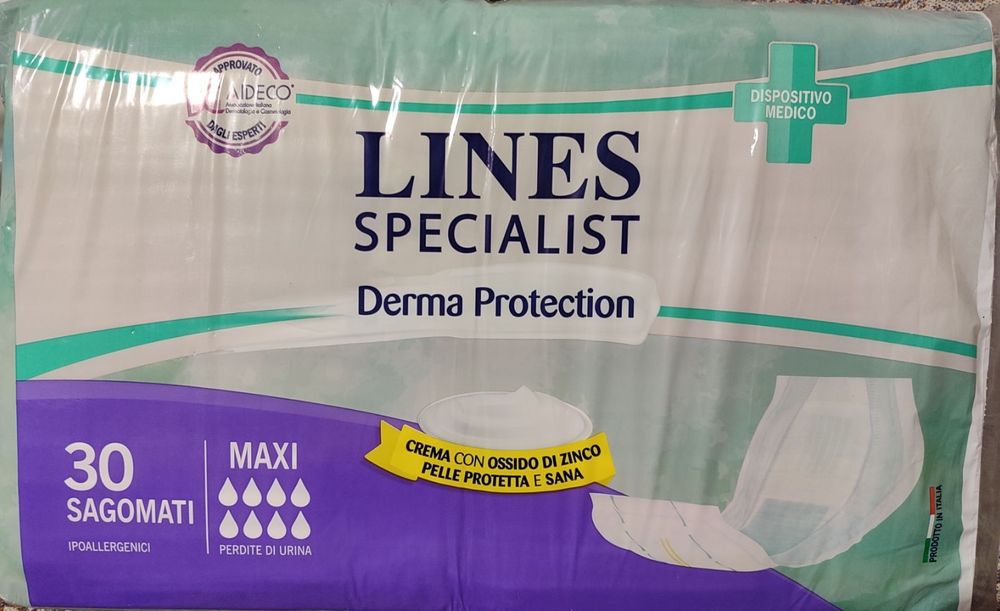 APPROVATO
AIDECO
Associazione Italiana
Dermatologia e Cosmetologia
DAGLI ESPERTI
DISPOSITIVO
MEDICO
LINES
SPECIALIST
Derma Protection
CREMA CON OSSIDO DI ZINCO
PELLE PROTETTA E SANA
30
SAGOMATI
IPOALLERGENICI
MAXI
PERDITE DI URINA
PRODOTTO IN ITALIA